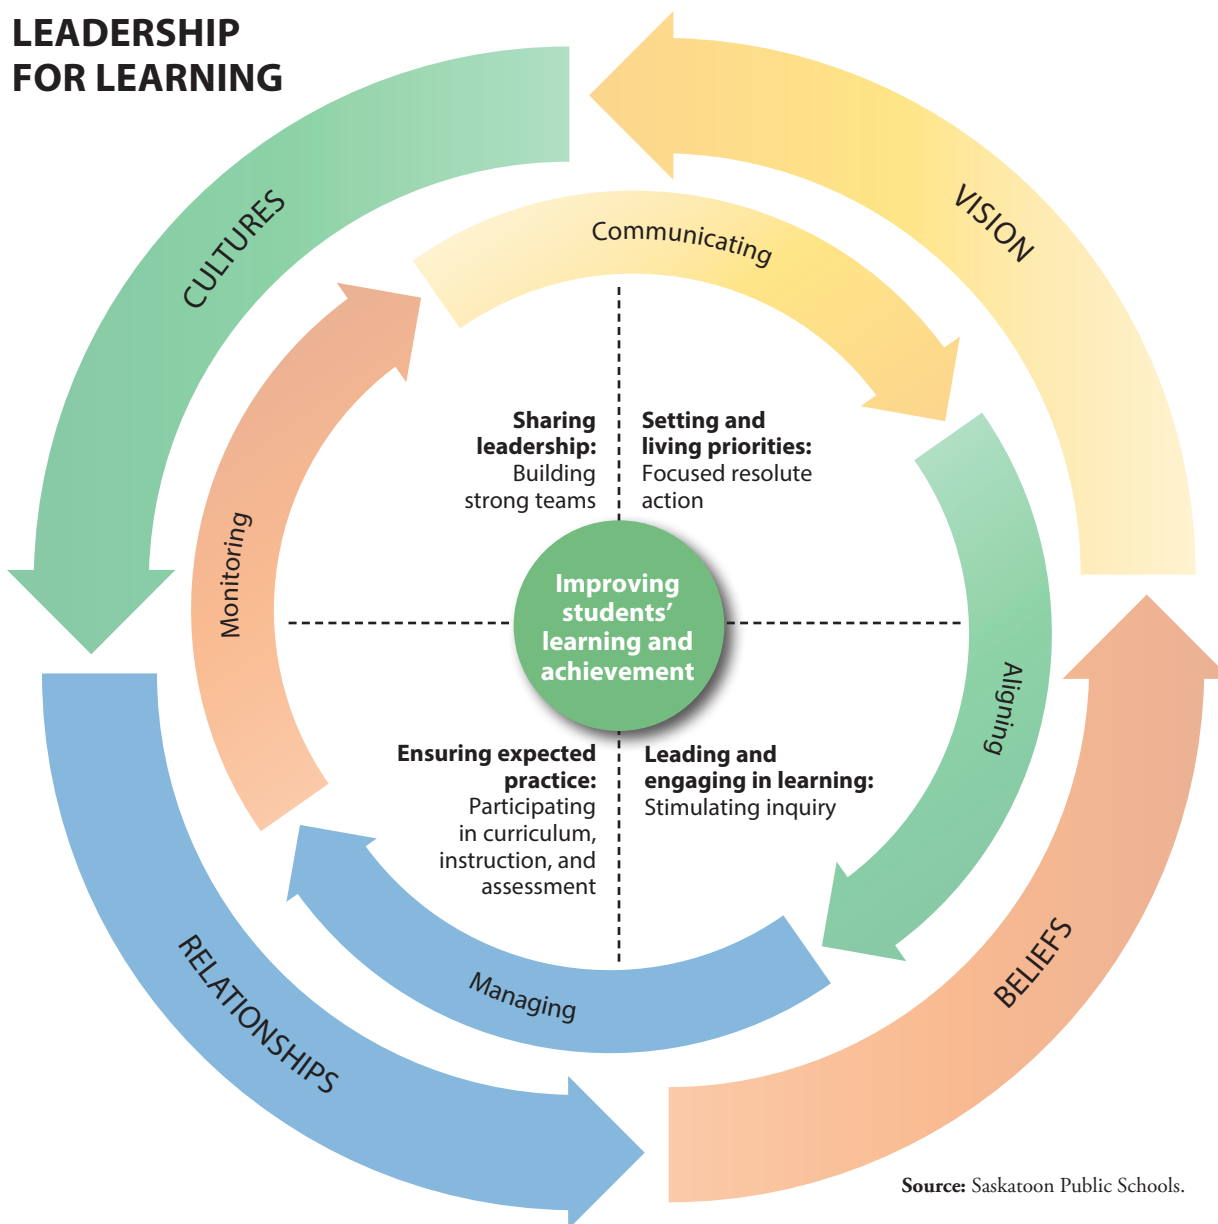 LEADERSHIP
FOR LEARNING
CULTURES
VISION
Communicating
Monitoring
Aligning
Sharing
leadership:
Building
strong teams
Setting and
living priorities:
Focused resolute
action
Improving
students’
learning and
achievement
Ensuring expected
practice:
Participating
in curriculum,
instruction, and
assessment
Leading and
engaging in learning:
Stimulating inquiry
Managing
RELATIONSHIPS
BELIEFS
Source: Saskatoon Public Schools.